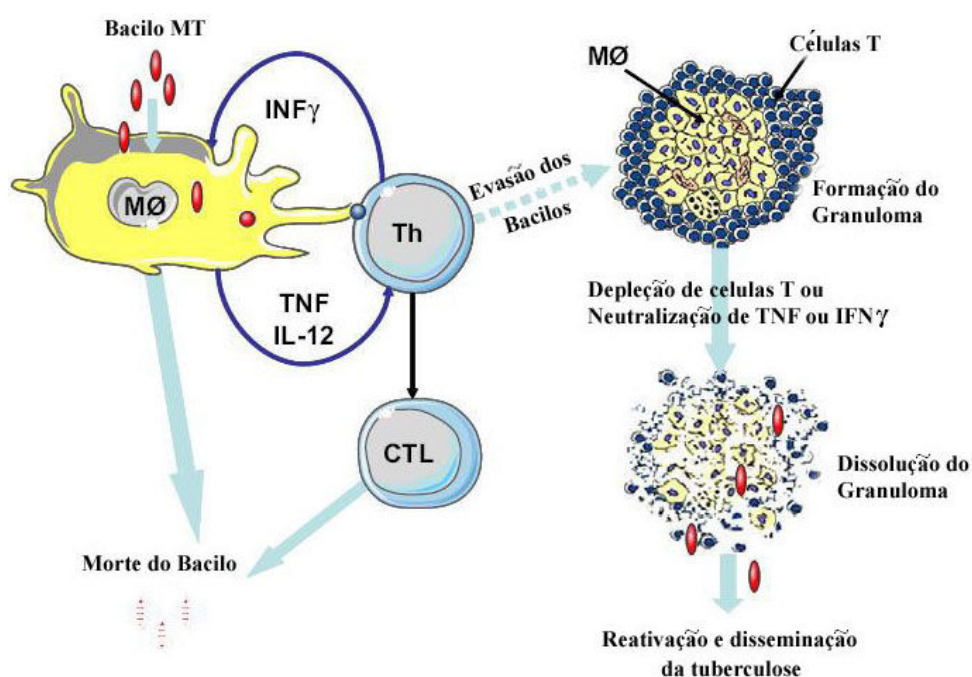 Bacilo MT
INFγ
MØ
Th
TNF
IL-12
CTL
Morte do Bacilo
Evasão dos
Bacilos
MØ
Células T
Formação do
Granuloma
Depleção de celulas T ou
Neutralização de TNF ou IFNγ
Dissolução do
Granuloma
Reativação e disseminação
da tuberculose